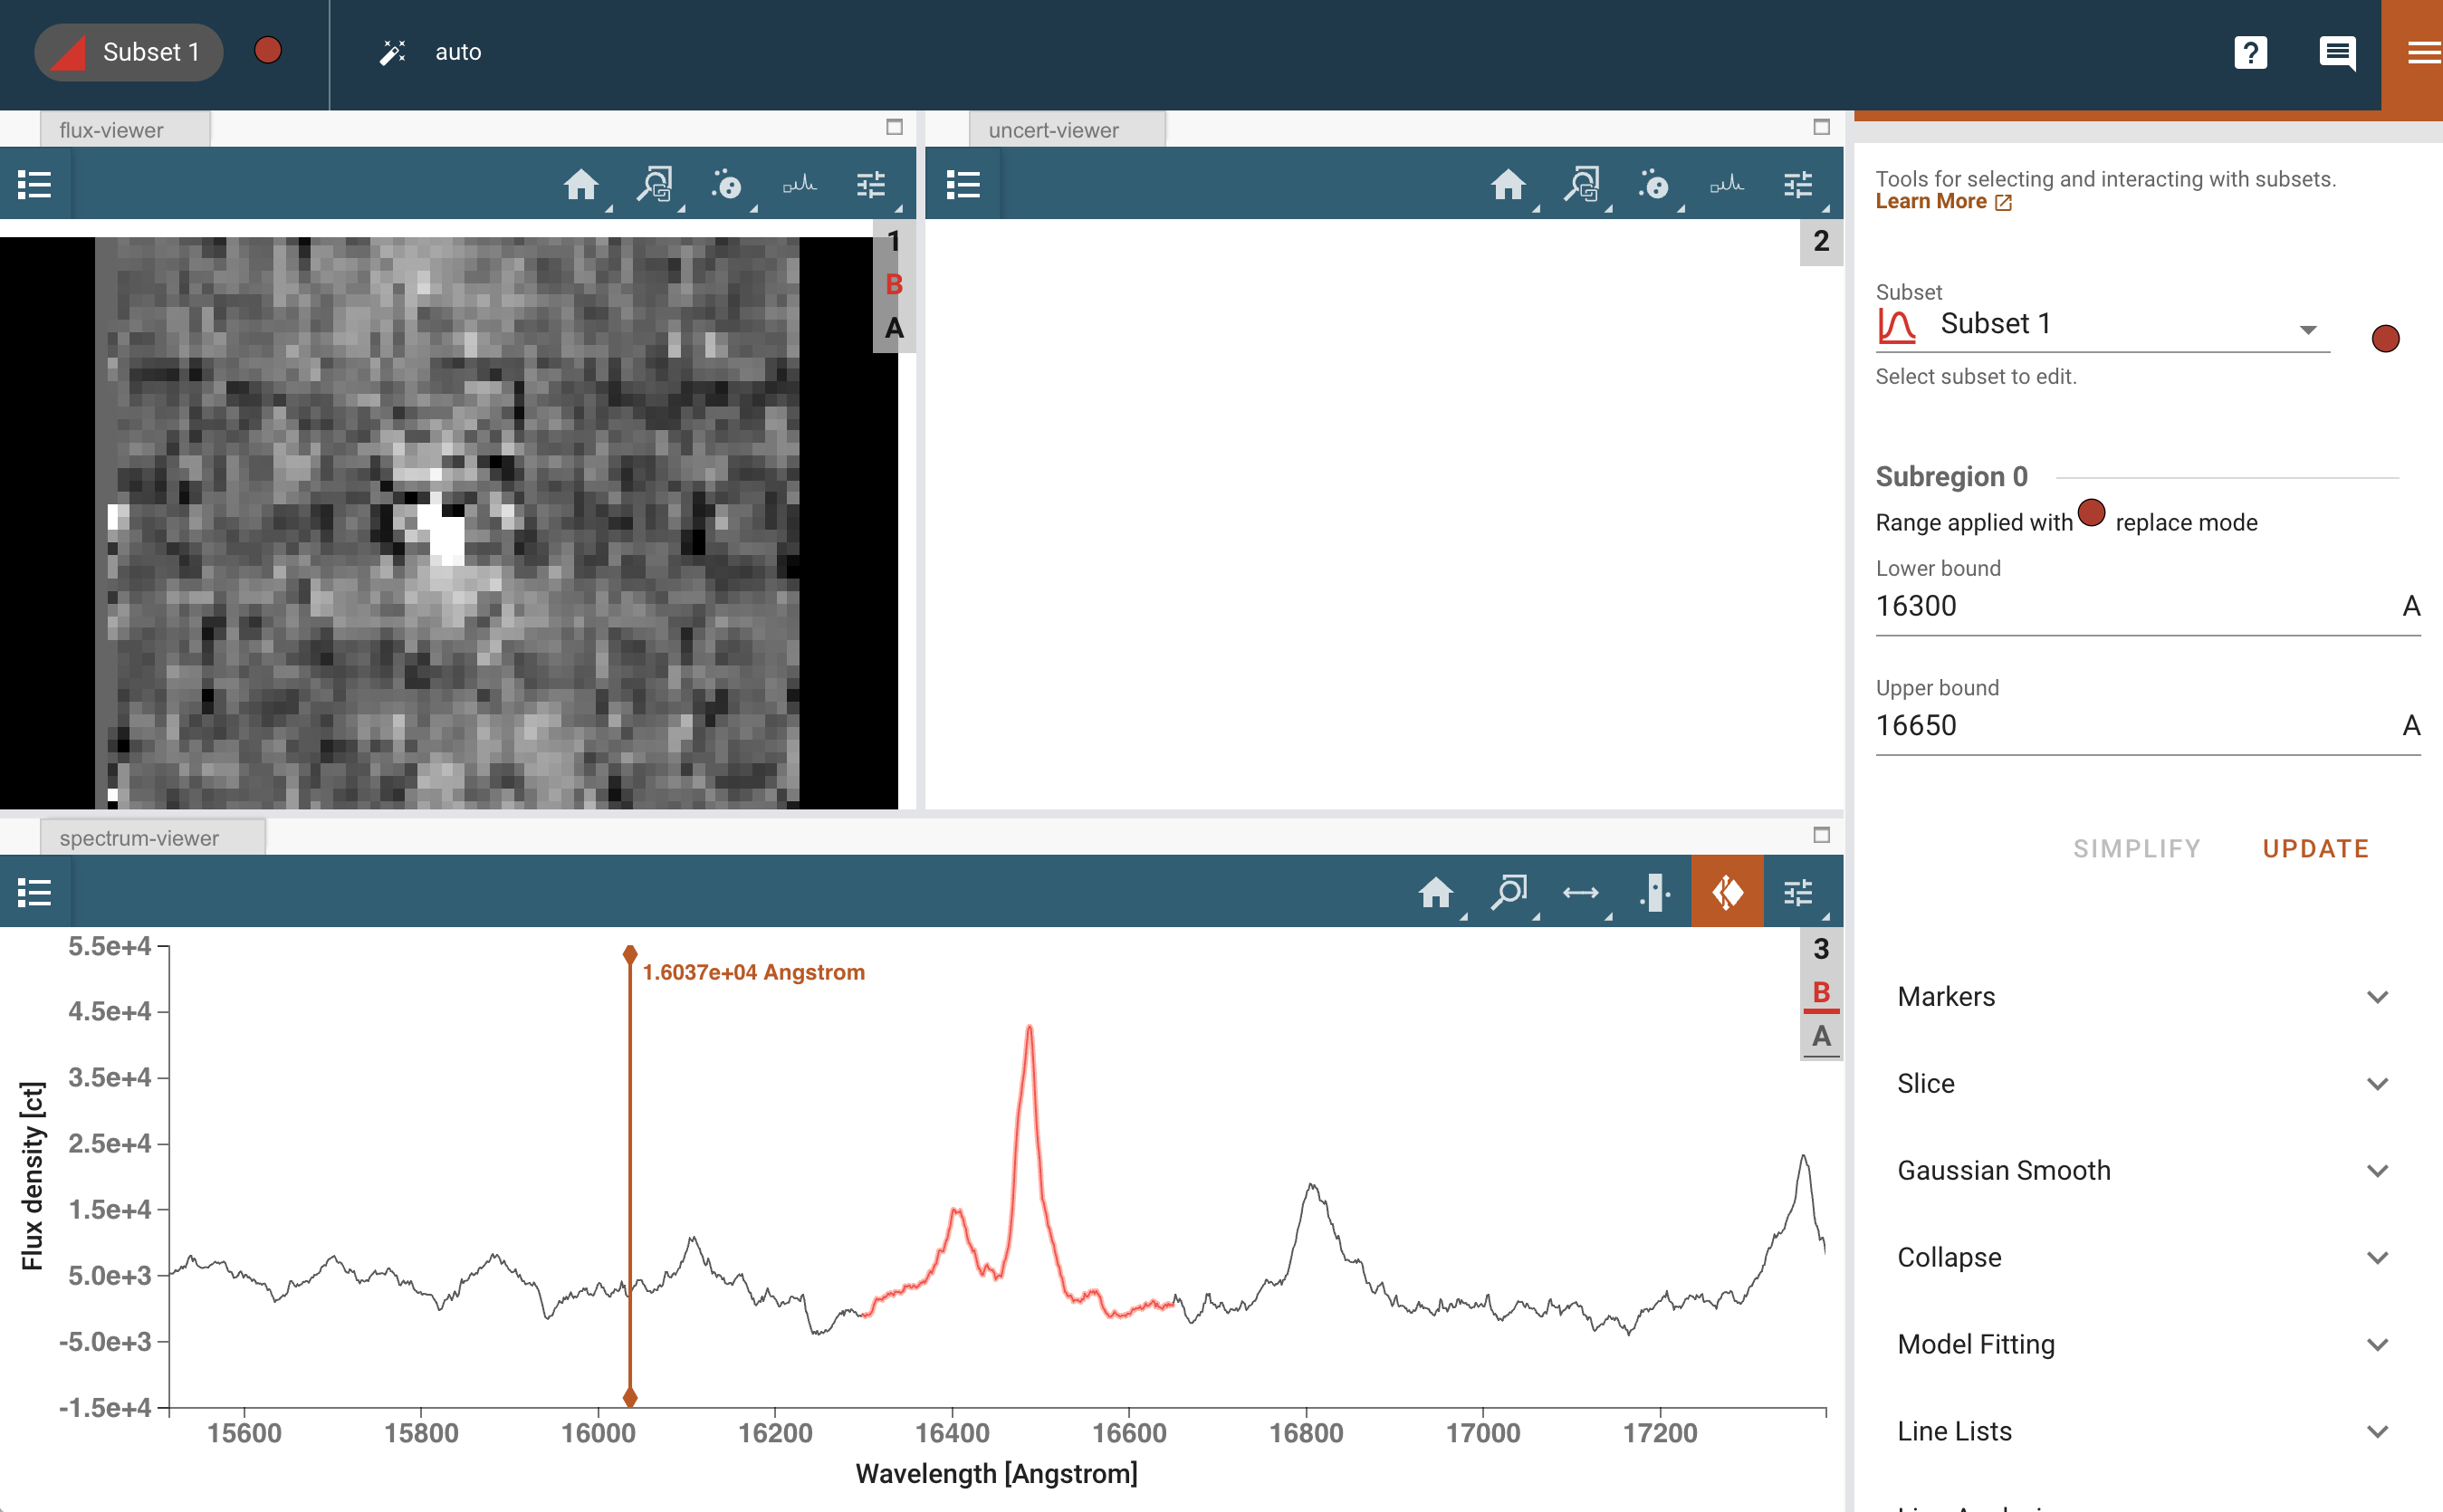 Subset 1
auto
flux-viewer
uncert-viewer
1
B
A
2
Tools for selecting and interacting with subsets.
Learn More
Subset
Subset 1
Select subset to edit.
Subregion 0
Range applied with replace mode
Lower bound
16300 A
Upper bound
16650 A
SIMPLIFY UPDATE
Markers
Slice
Gaussian Smooth
Collapse
Model Fitting
Line Lists
spectrum-viewer
3
B
A
1.6037e+04 Angstrom
5.5e+4
4.5e+4
3.5e+4
2.5e+4
1.5e+4
5.0e+3
-5.0e+3
-1.5e+4
Flux density [ct]
15600 15800 16000 16200 16400 16600 16800 17000 17200
Wavelength [Angstrom]